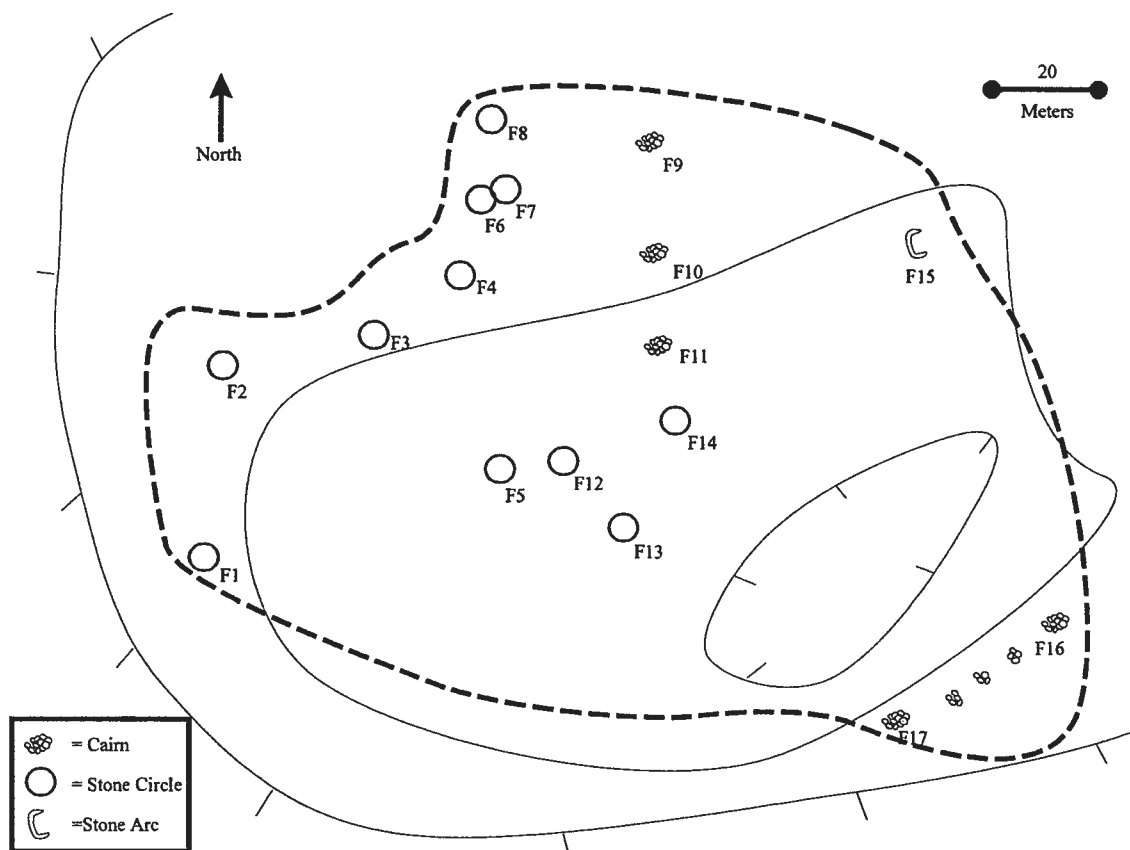 20
Meters
North
F8
F9
F7
F6
F10
F15
F4
F3
F11
F2
F14
F12
F5
F13
F1
F16
F17
= Cairn
= Stone Circle
=Stone Arc